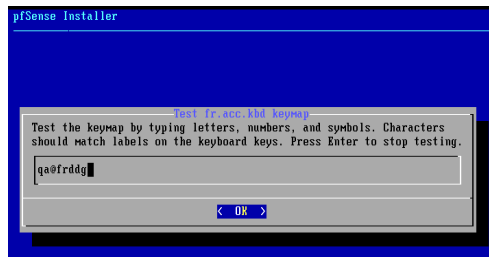 pfSense Installer
Test fr.acc.kbd keymap
Test the keymap by typing letters, numbers, and symbols. Characters
should match labels on the keyboard keys. Press Enter to stop testing.
qa@frddg
< OK >